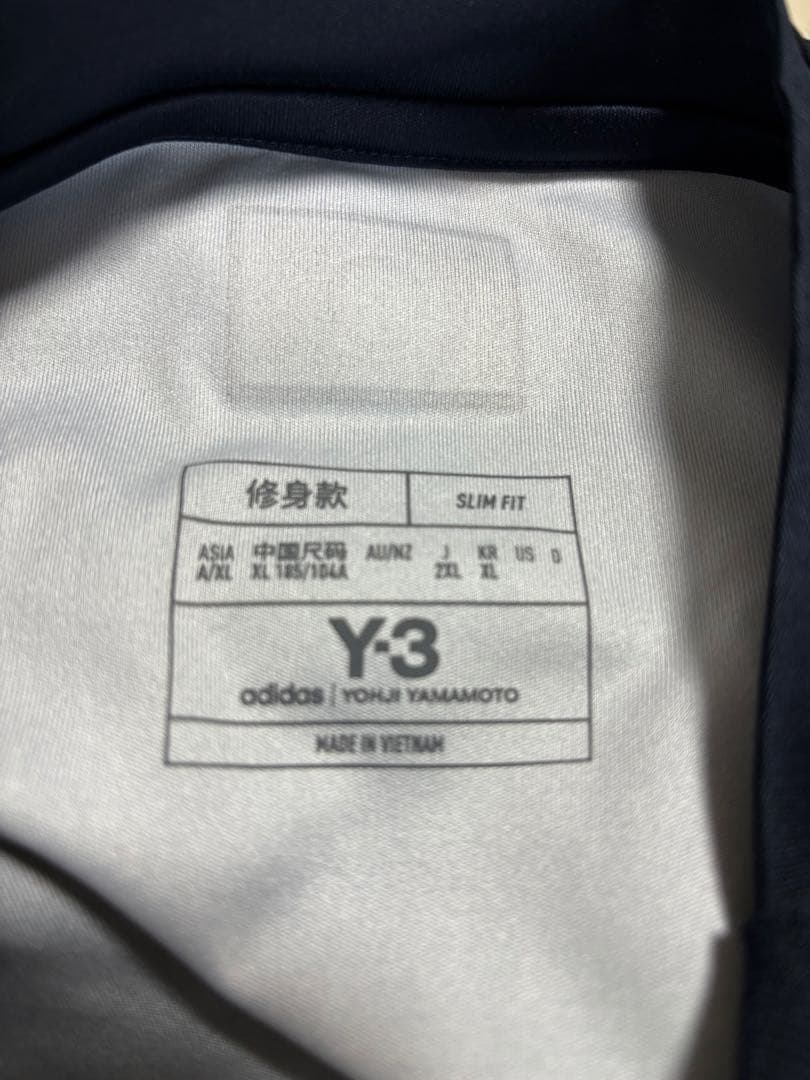 修身款 SLIM FIT
ASIA 中国尺码 AU/NZ J KR US D
A/XL XL 185/104A 2XL XL
Y-3
adidas | YOHJI YAMAMOTO
MADE IN VIETNAM